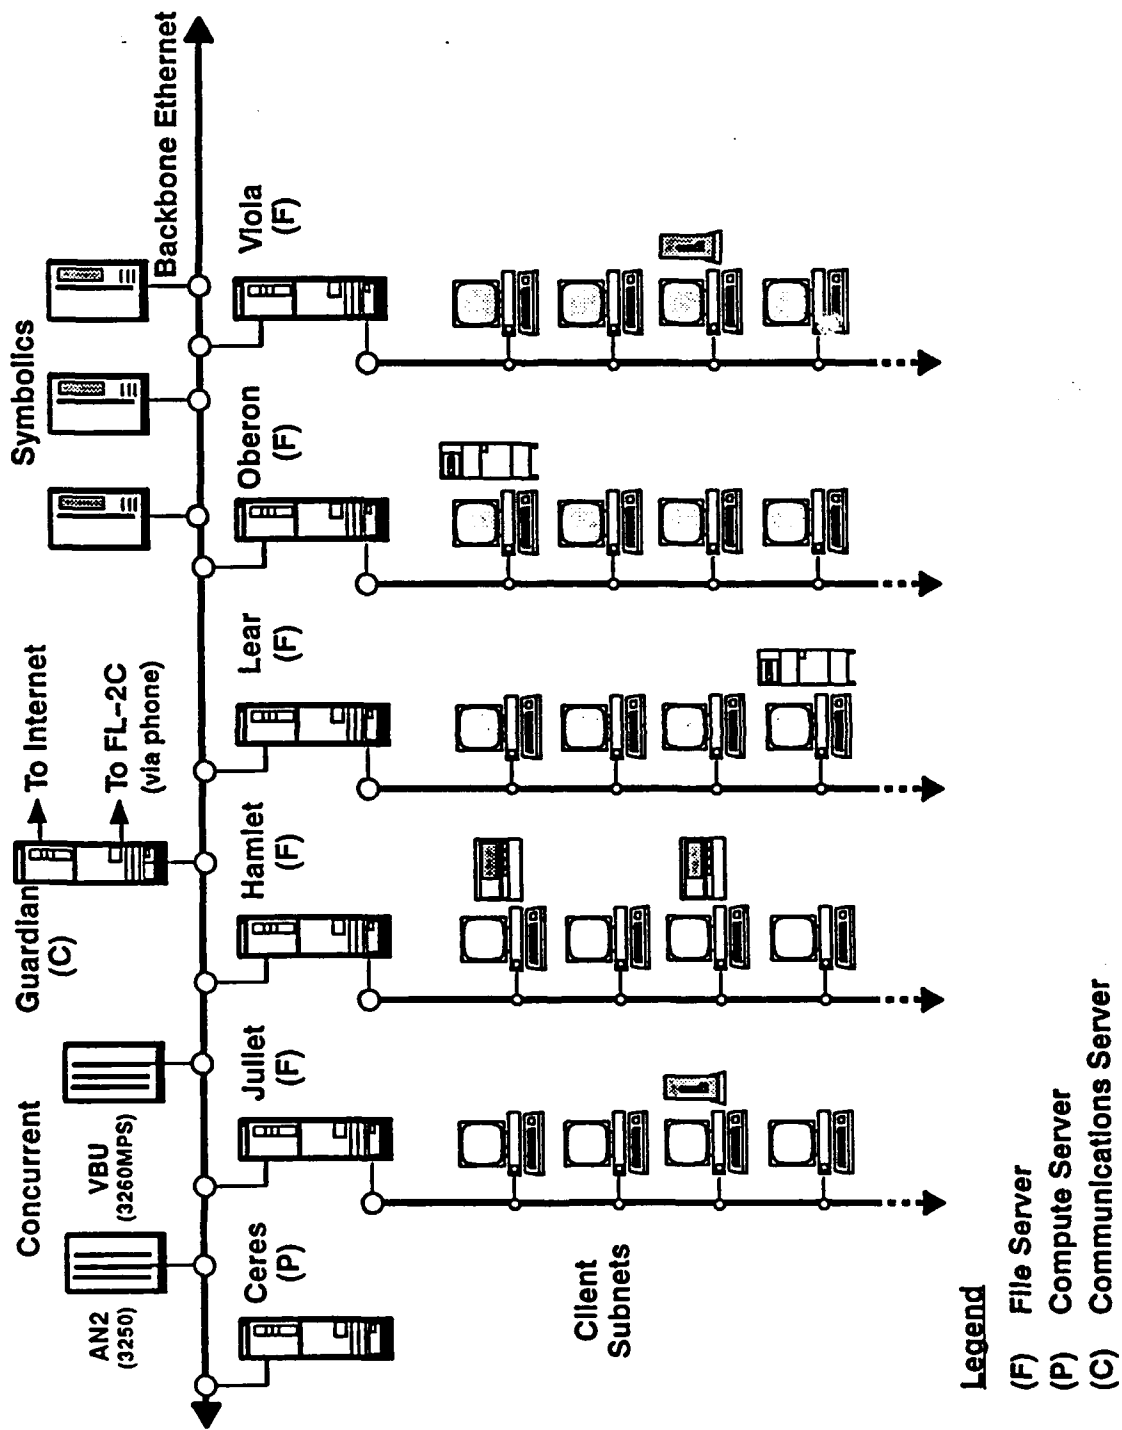 Concurrent
Guardian
(C)
To Internet
To FL-2C
(via phone)
Symbolics
AN2
(3250)
VBU
(3260MPS)
Backbone Ethernet
Ceres
(P)
Juliet
(F)
Hamlet
(F)
Lear
(F)
Oberon
(F)
Viola
(F)
Client
Subnets
Legend
(F) File Server
(P) Compute Server
(C) Communications Server